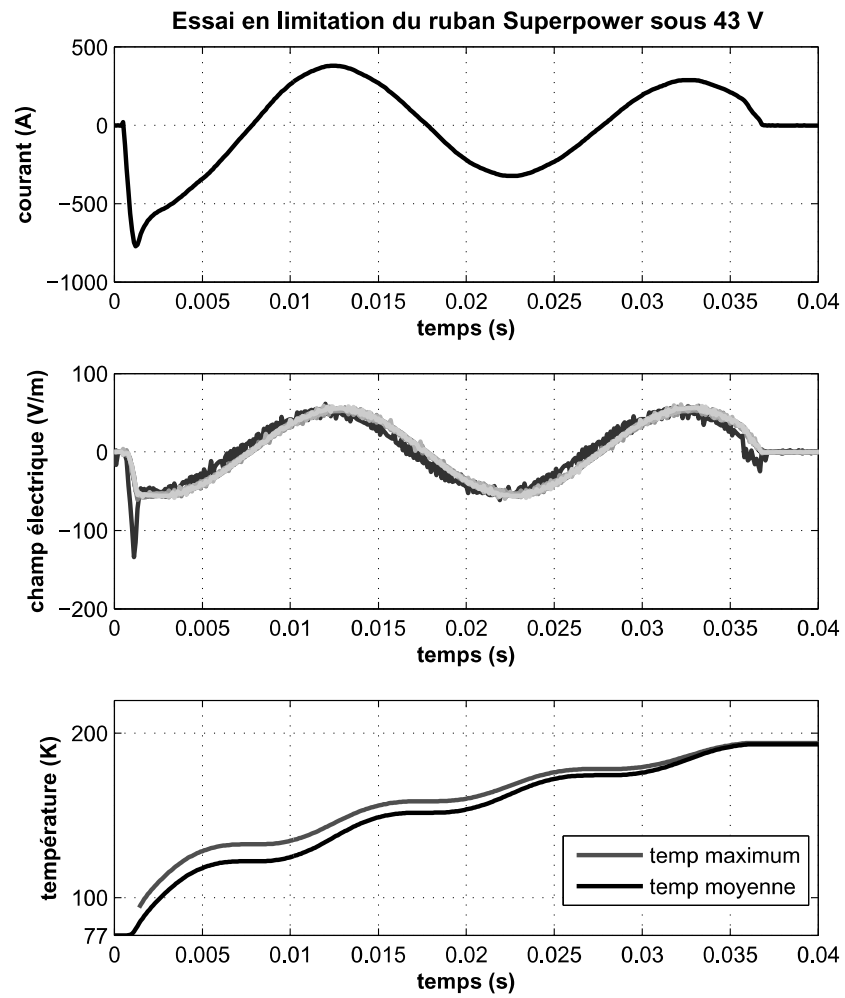 Essai en limitation du ruban Superpower sous 43 V
courant (A)
500
0
−500
−1000
0 0.005 0.01 0.015 0.02 0.025 0.03 0.035 0.04
temps (s)
champ électrique (V/m)
100
0
−100
−200
0 0.005 0.01 0.015 0.02 0.025 0.03 0.035 0.04
temps (s)
température (K)
200
100
77
temp maximum
temp moyenne
0 0.005 0.01 0.015 0.02 0.025 0.03 0.035 0.04
temps (s)